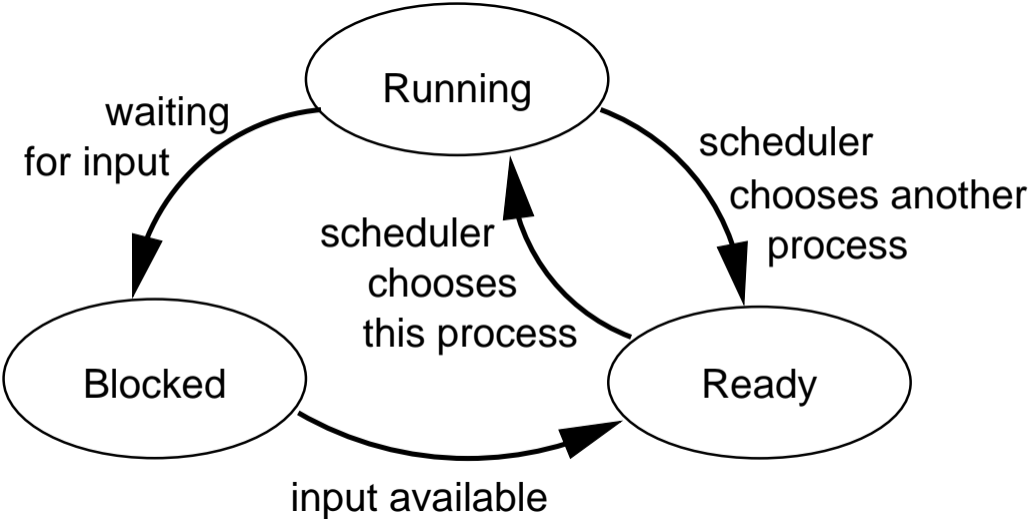 Running
waiting
for input
scheduler
chooses another
process
scheduler
chooses
this process
Blocked
Ready
input available